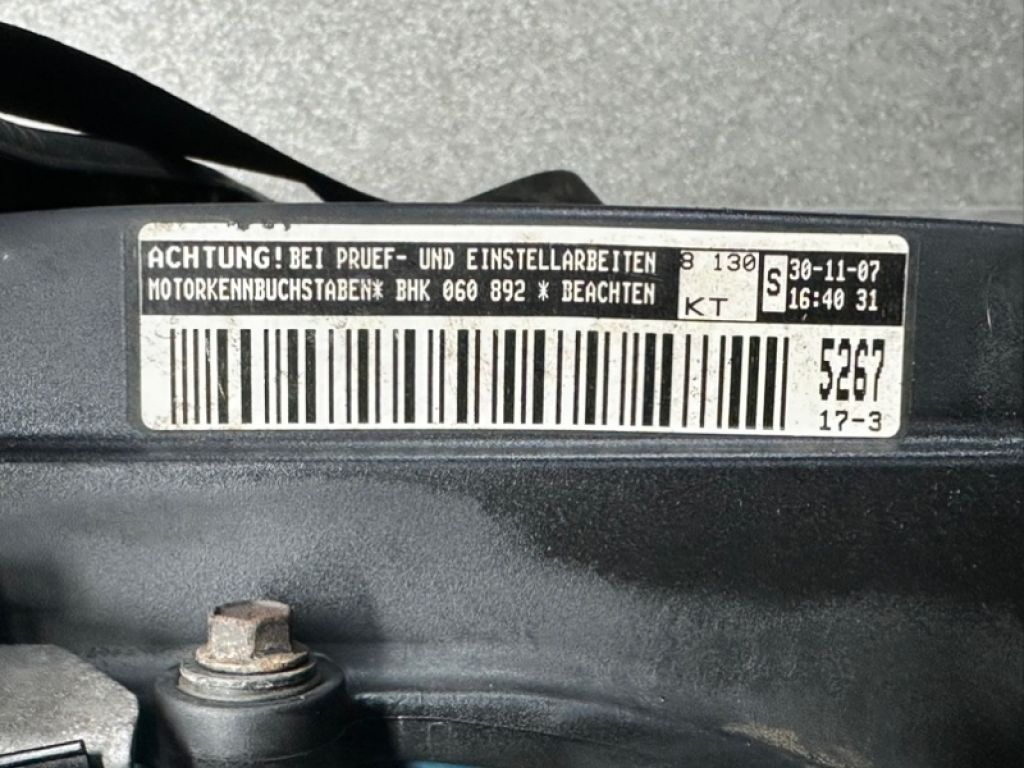 ACHTUNG! BEI PRUEF- UND EINSTELLARBEITEN
MOTORKENNBUCHSTABEN* BHK 060 892 * BEACHTEN
8 130
KT
S
30-11-07
16:40 31
5267
17-3